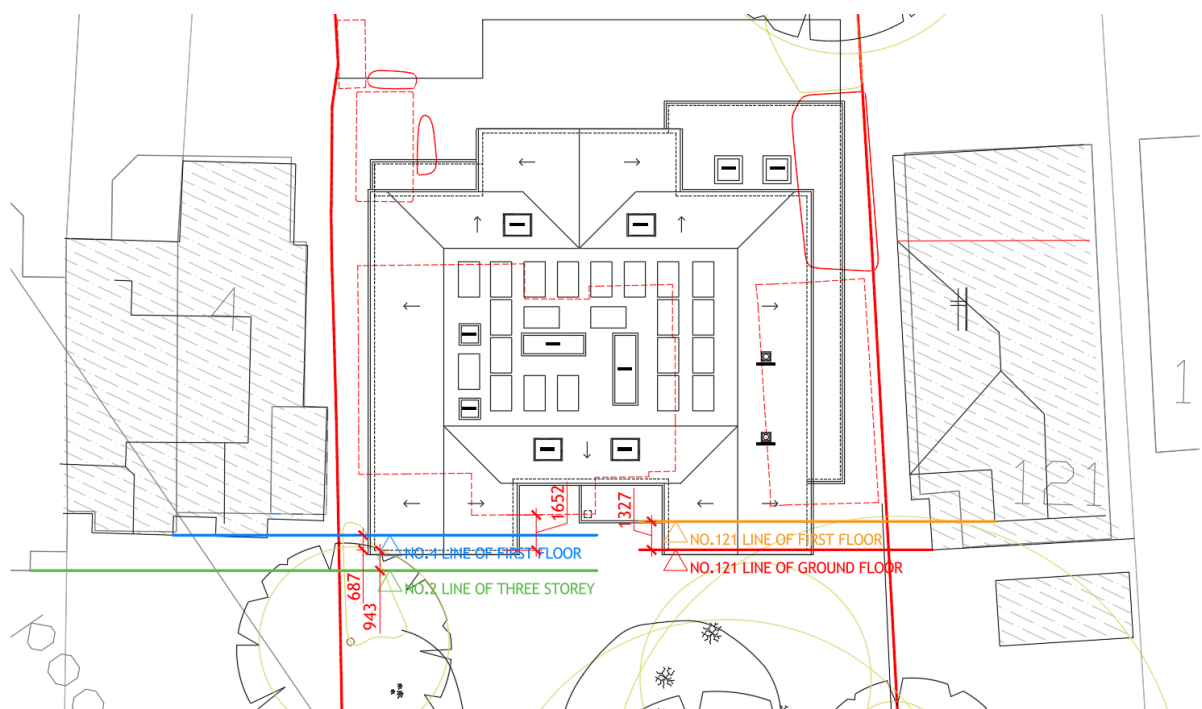 4
1
121
1652
1327
NO.121 LINE OF FIRST FLOOR
NO.4 LINE OF FIRST FLOOR
NO.121 LINE OF GROUND FLOOR
687
943
NO.2 LINE OF THREE STOREY